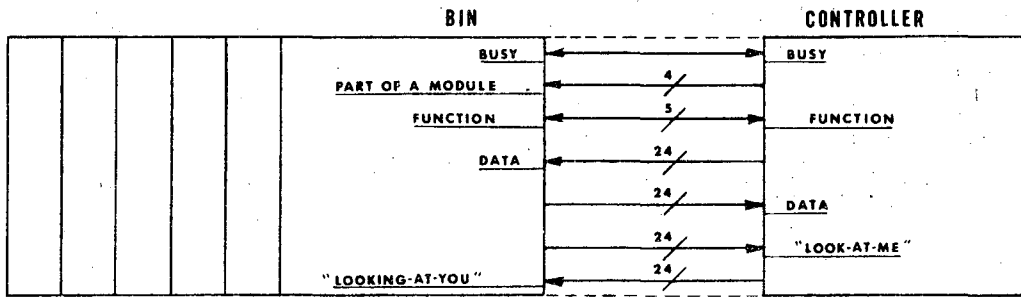 BIN CONTROLLER
BUSY BUSY
PART OF A MODULE 4
FUNCTION 5 FUNCTION
DATA 24
24 DATA
24 "LOOK-AT-ME"
"LOOKING-AT-YOU" 24